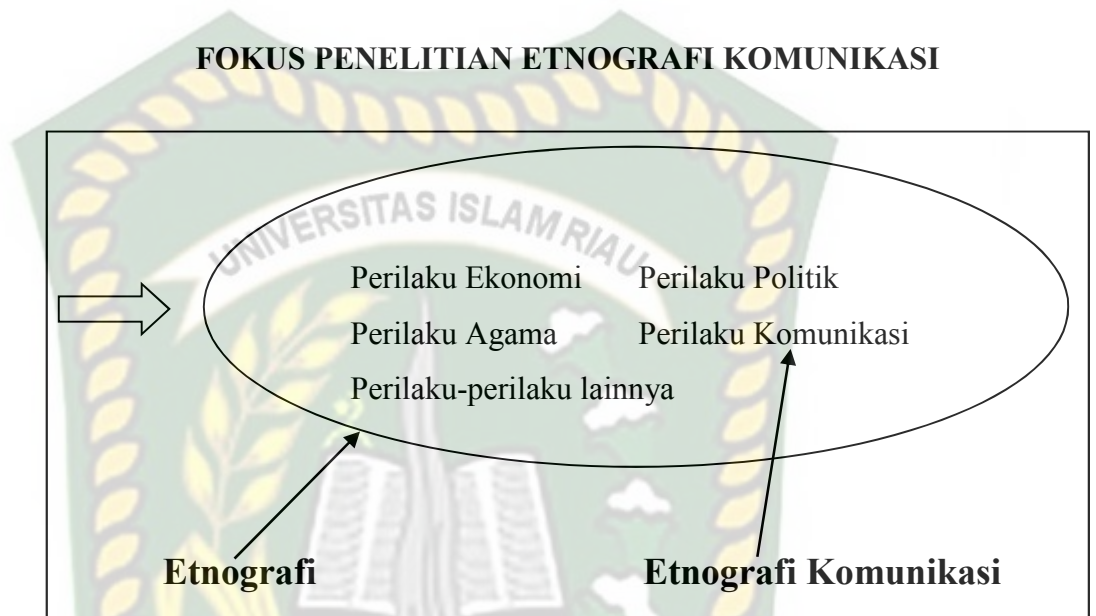 FOKUS PENELITIAN ETNOGRAFI KOMUNIKASI
UNIVERSITAS ISLAM RIAU
Perilaku Ekonomi Perilaku Politik
Perilaku Agama Perilaku Komunikasi
Perilaku-perilaku lainnya
Etnografi Etnografi Komunikasi